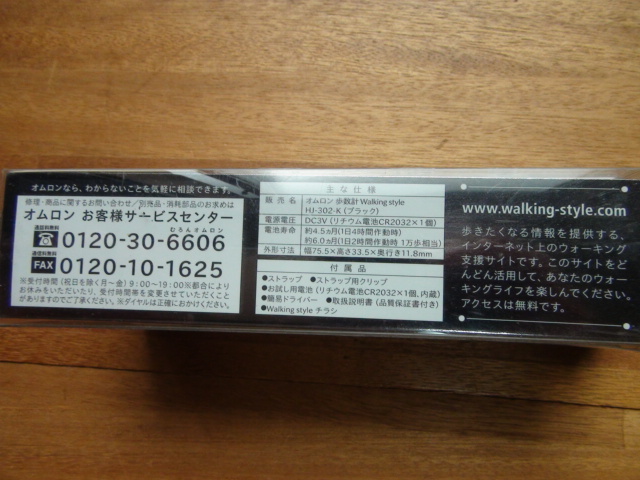 オムロンなら、わからないことを気軽に相談できます。
修理・商品に関するお問い合わせ/別売品・消耗部品のお求めは
オムロン お客様サービスセンター
通話料無料
むろんオムロン
0120-30-6606
通信料無料
FAX 0120-10-1625
※受付時間(祝日を除く月〜金)9:00〜19:00※都合により
お休みをいただいたり、受付時間帯を変更させていただくこと
がありますのでご了承ください。※ダイヤルは正確におかけください。
主な仕様
販売名 オムロン 歩数計 Walking style
HJ-302-K(ブラック)
電源電圧 DC3V(リチウム電池CR2032×1個)
電池寿命 約4.5ヵ月(1日4時間作動時)
約6.0ヵ月(1日2時間作動時 1万歩相当)
外形寸法 幅75.5×高さ33.5×奥行き11.8mm
付属品
●ストラップ ●ストラップ用クリップ
●お試し用電池(リチウム電池CR2032×1個、内蔵)
●簡易ドライバー ●取扱説明書(品質保証書付き)
●Walking style チラシ
www.walking-style.com
歩きたくなる情報を提供する、
インターネット上のウォーキング
支援サイトです。このサイトをど
んどん活用して、あなたのウォー
キングライフを楽しんでください。
アクセスは無料です。